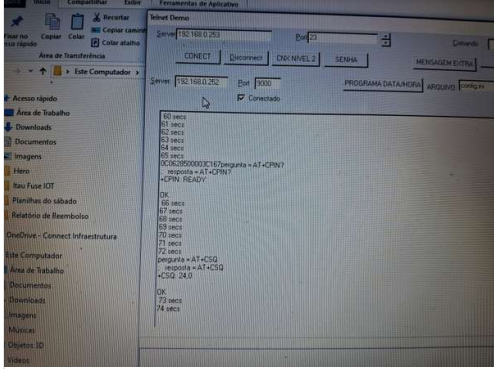 Início
Compartilhar
Exibir
Ferramentas de Aplicativo
Fixar no
Copiar
Colar
Recortar
Copiar
Colar atalho
Área de Transferência
Este Computador
Acesso rápido
Área de Trabalho
Downloads
Documentos
Imagens
Hero
Itau Fuse IOT
Planilhas do sábado
Relatório de Reembolso
OneDrive - Connect Infraestrutura
Este Computador
Área de Trabalho
Documentos
Downloads
Imagens
Músicas
Objetos 3D
Vídeos
Telnet Demo
Server 192.168.0.253 Port 23 Comando
CONECT Disconnect CNX NIVEL 2 SENHA MENSAGEM EXTRA
Server 192.168.0.252 Port 9000 PROGRAMA DATA/HORA ARQUIVO
Conectado
60 secs
61 secs
62 secs
63 secs
64 secs
65 secs
0C0628500003C167pergunta = AT+CPIN?
resposta = AT+CPIN?
+CPIN: READY
OK
66 secs
67 secs
68 secs
69 secs
70 secs
71 secs
72 secs
pergunta = AT+CSQ
resposta = AT+CSQ
+CSQ: 24,0
OK
73 secs
74 secs